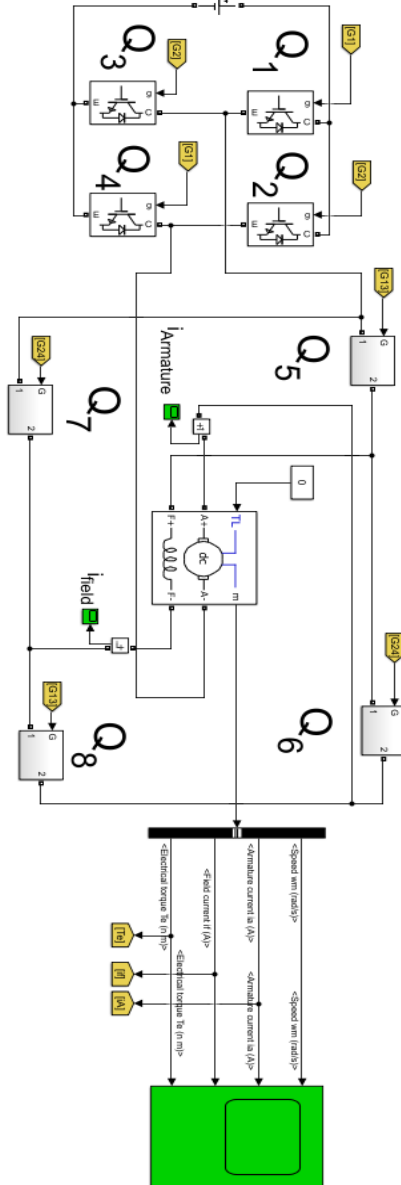 [G1]
[G2]
Q1
Q3
g
C
E
g
C
E
[G2]
[G1]
Q2
Q4
g
C
E
g
C
E
[G13]
Q5
G
1
2
[G24]
Q7
G
1
2
iArmature
+i
0
TL
m
A+
dc
A-
F+
F-
ifield
+i
[G24]
Q6
G
1
2
[G13]
Q8
G
1
2
<Speed wm (rad/s)>
<Armature current ia (A)>
<Field current if (A)>
<Electrical torque Te (n m)>
<Speed wm (rad/s)>
<Armature current ia (A)>
<Electrical torque Te (n m)>
[iA]
[if]
[Te]